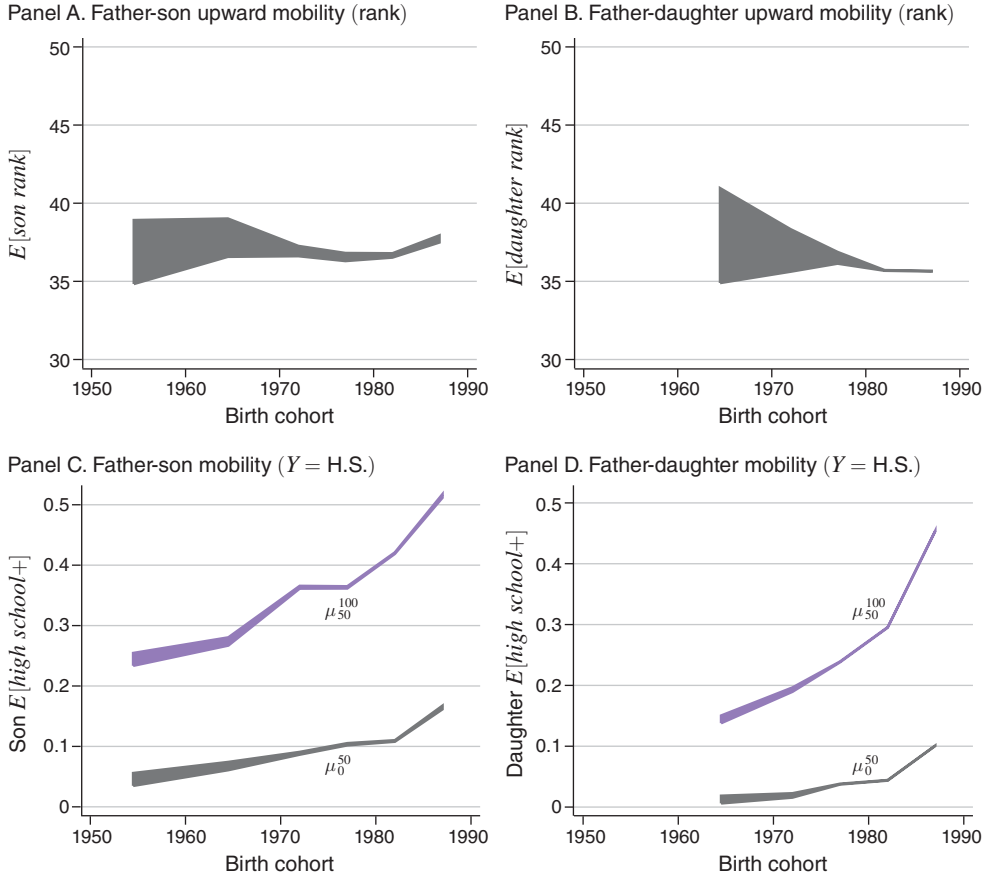 Panel A. Father-son upward mobility (rank)
50
45
40
35
30
E[son rank]
1950 1960 1970 1980 1990
Birth cohort
Panel B. Father-daughter upward mobility (rank)
50
45
40
35
30
E[daughter rank]
1950 1960 1970 1980 1990
Birth cohort
Panel C. Father-son mobility (Y = H.S.)
0.5
0.4
0.3
0.2
0.1
0
Son E[high school+]
μ₅₀¹⁰⁰
μ₀⁵⁰
1950 1960 1970 1980 1990
Birth cohort
Panel D. Father-daughter mobility (Y = H.S.)
0.5
0.4
0.3
0.2
0.1
0
Daughter E[high school+]
μ₅₀¹⁰⁰
μ₀⁵⁰
1950 1960 1970 1980 1990
Birth cohort